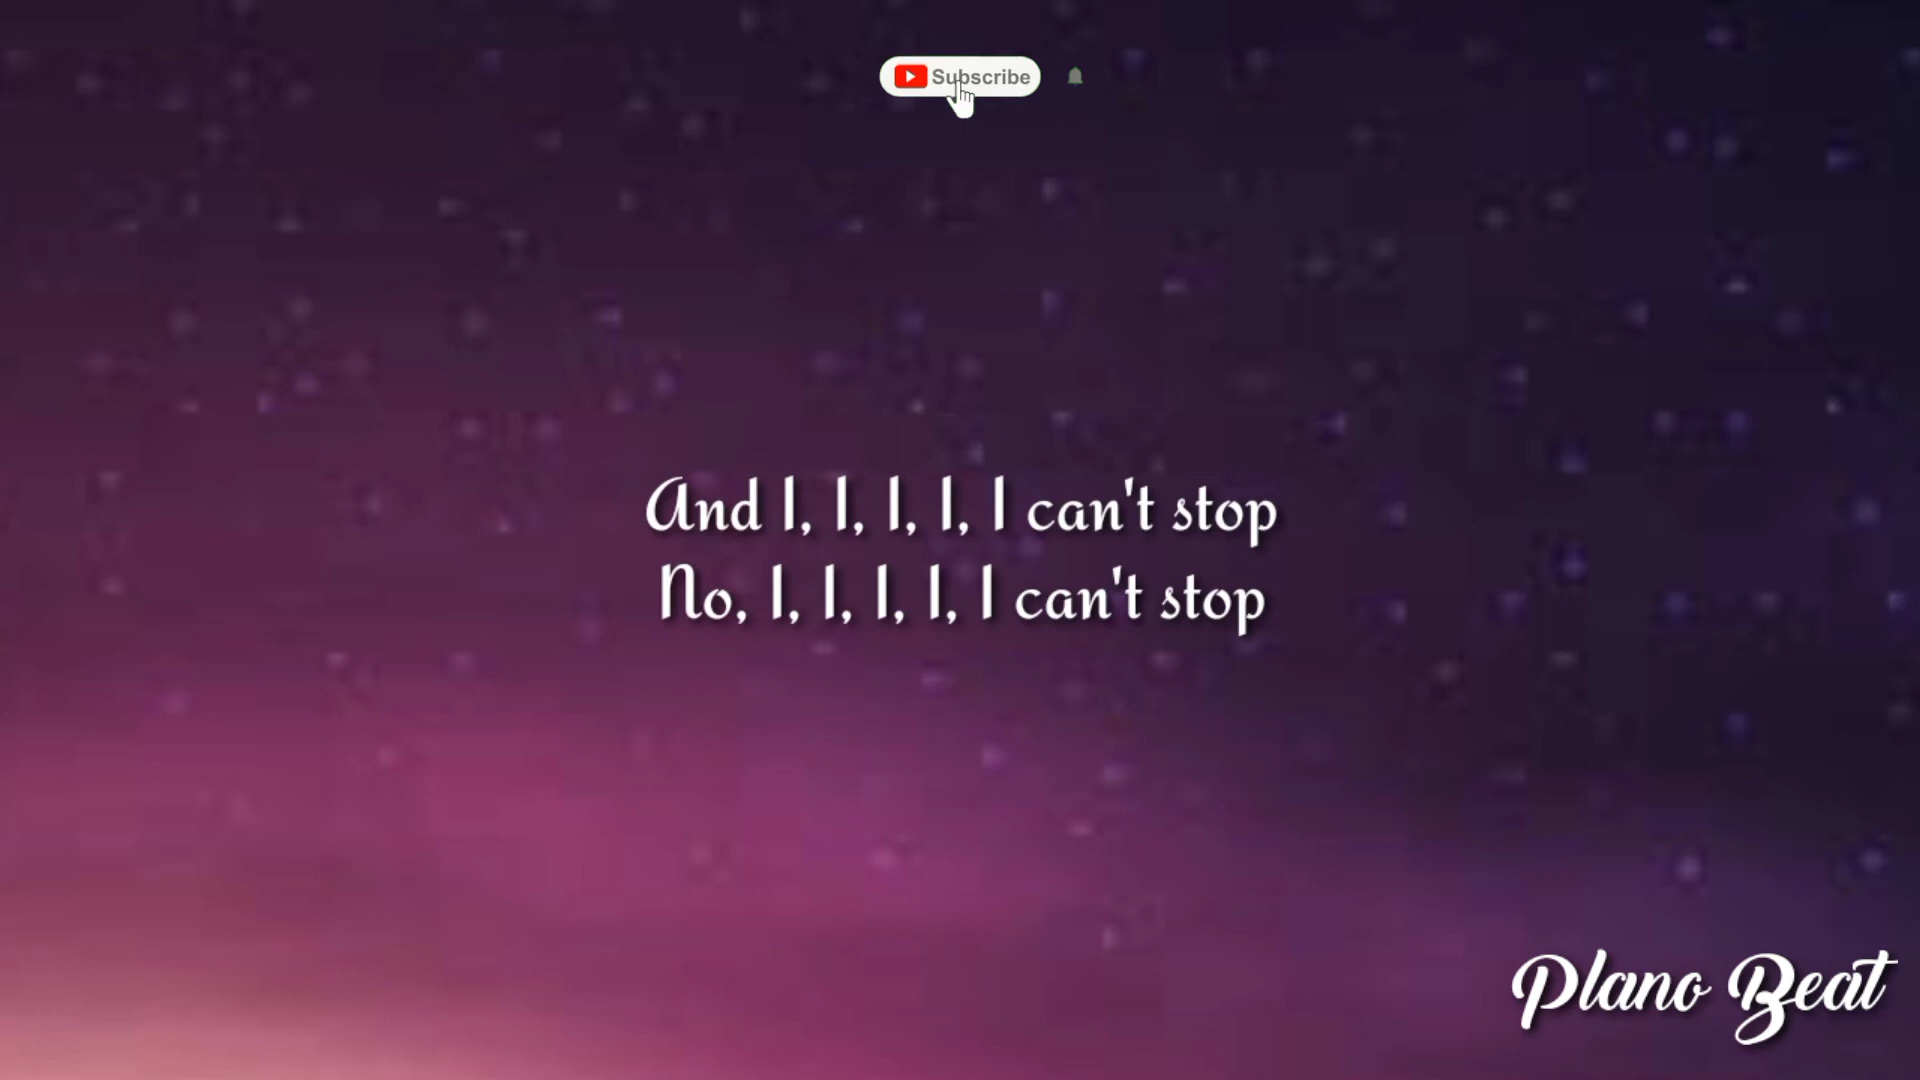 Subscribe
And I, I, I, I, I can't stop
No, I, I, I, I, I can't stop
Plano Beat